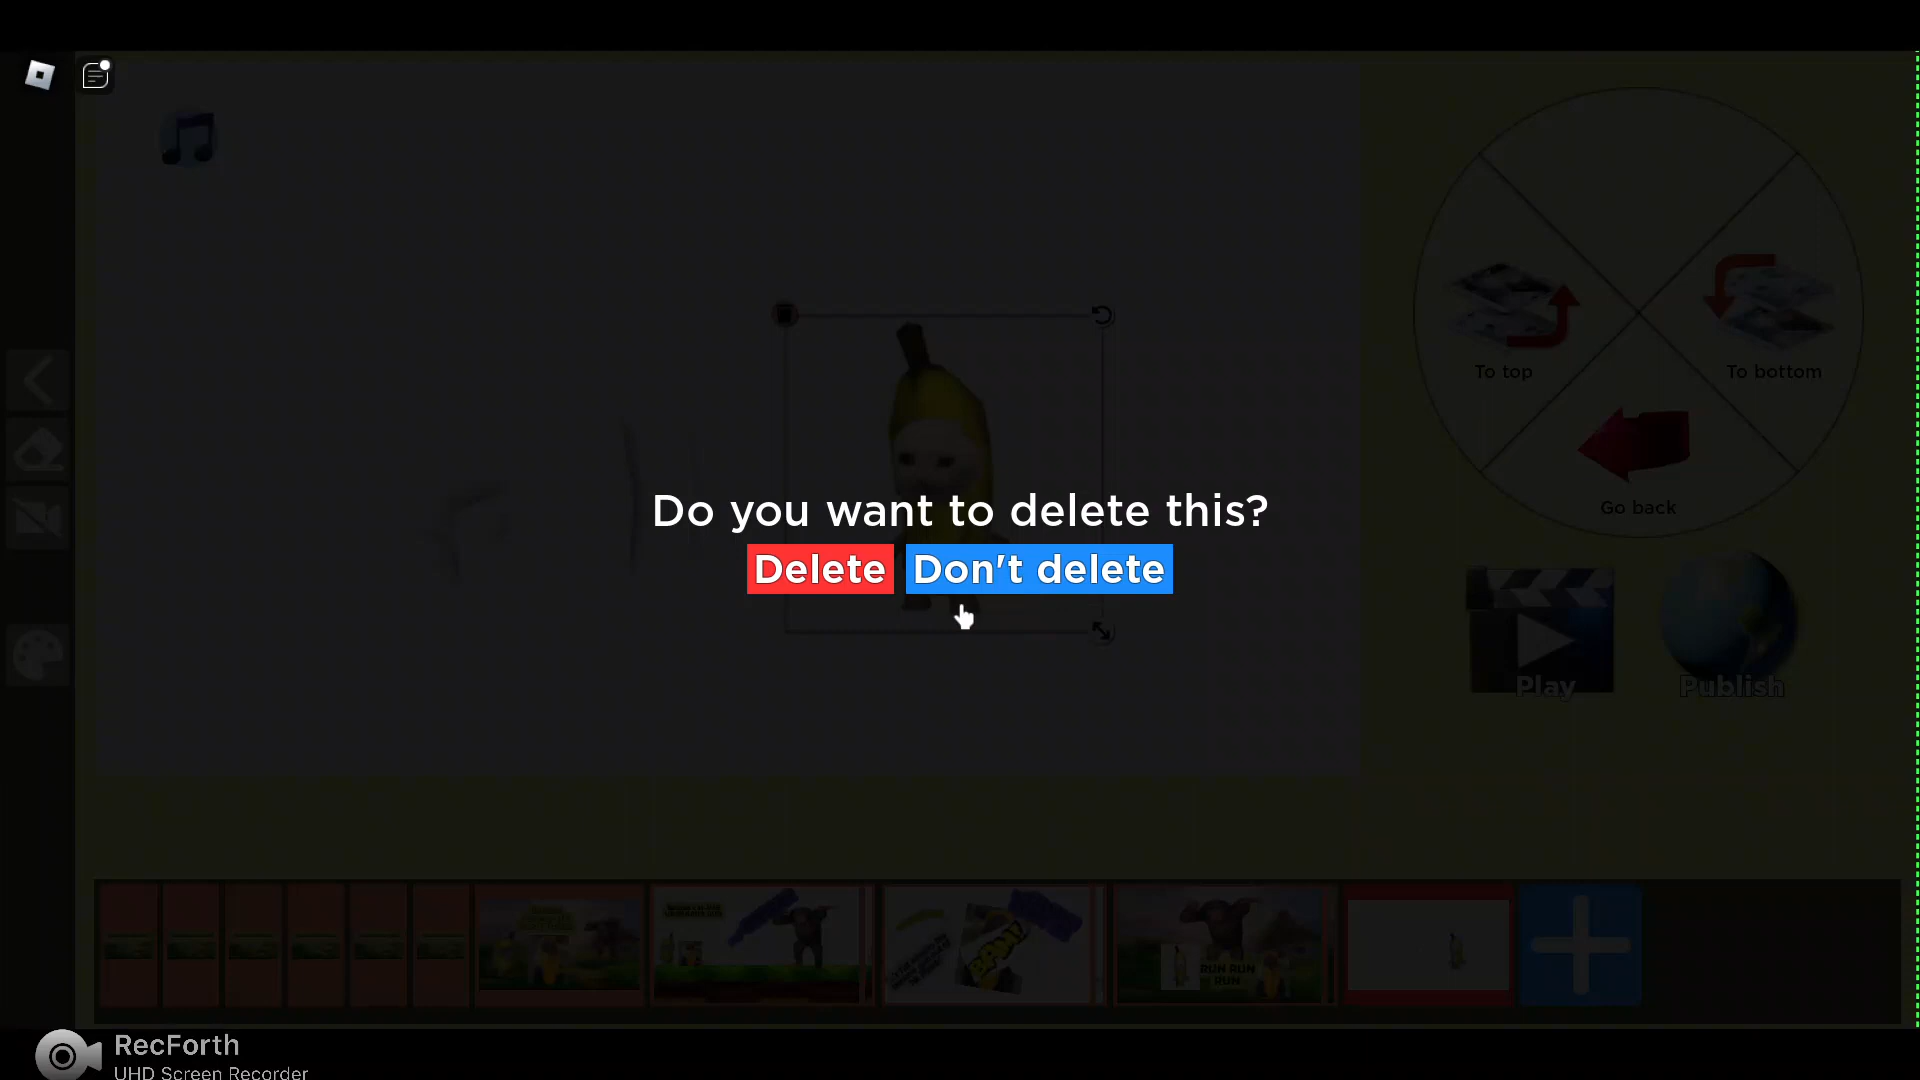 Do you want to delete this?
Delete
Don't delete
To top
To bottom
Go back
Play
Publish
RUN RUN
RUN
RecForth
UHD Screen Recorder